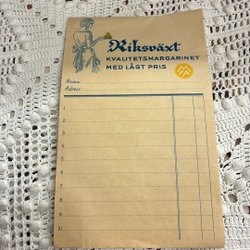 Riksväxt
KVALITETSMARGARINET
MED LÅGT PRIS
Namn
Adress
1
2
3
4
5
6
7
8
9
10